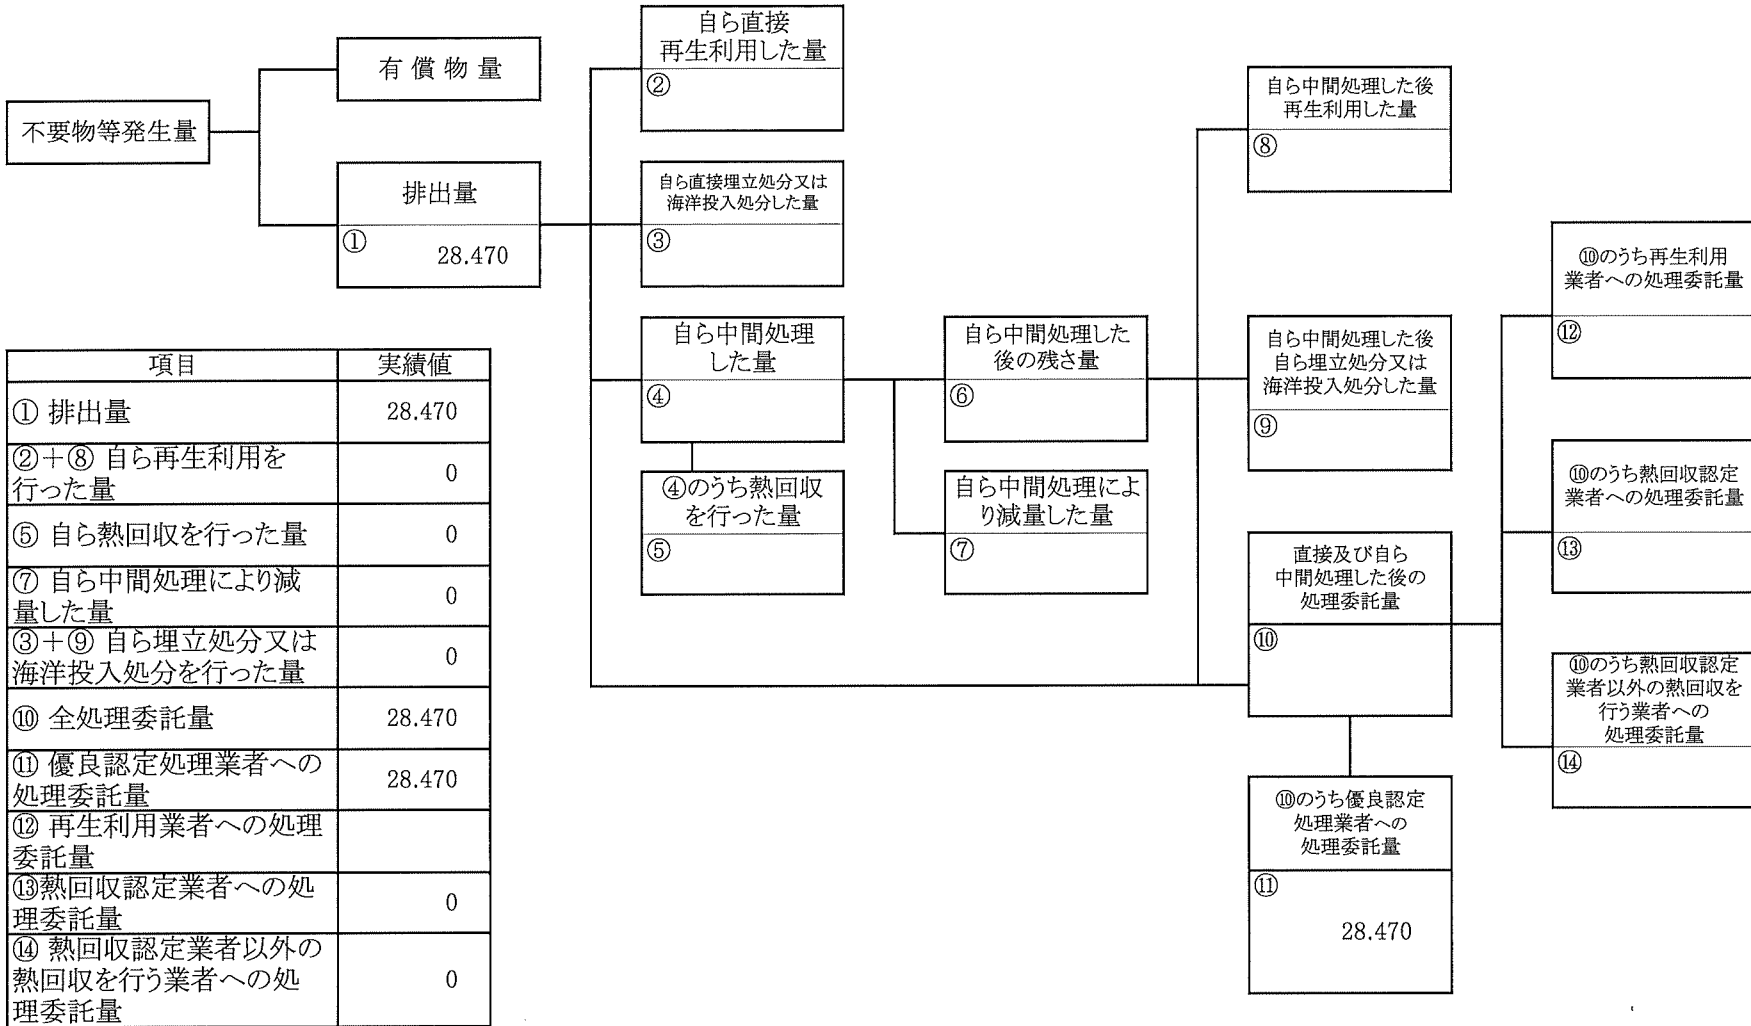 不要物等発生量
有償物量
排出量
①
28.470
自ら直接
再生利用した量
②
自ら直接埋立処分又は
海洋投入処分した量
③
自ら中間処理
した量
④
④のうち熱回収
を行った量
⑤
自ら中間処理した
後の残さ量
⑥
自ら中間処理によ
り減量した量
⑦
自ら中間処理した後
再生利用した量
⑧
自ら中間処理した後
自ら埋立処分又は
海洋投入処分した量
⑨
直接及び自ら
中間処理した後の
処理委託量
⑩
⑩のうち優良認定
処理業者への
処理委託量
⑪
28.470
⑩のうち再生利用
業者への処理委託量
⑫
⑩のうち熱回収認定
業者への処理委託量
⑬
⑩のうち熱回収認定
業者以外の熱回収を
行う業者への
処理委託量
⑭
項目 実績値
① 排出量 28.470
②+⑧ 自ら再生利用を
行った量 0
⑤ 自ら熱回収を行った量 0
⑦ 自ら中間処理により減
量した量 0
③+⑨ 自ら埋立処分又は
海洋投入処分を行った量 0
⑩ 全処理委託量 28.470
⑪ 優良認定処理業者への
処理委託量 28.470
⑫ 再生利用業者への処理
委託量
⑬熱回収認定業者への処
理委託量 0
⑭ 熱回収認定業者以外の
熱回収を行う業者への処
理委託量 0